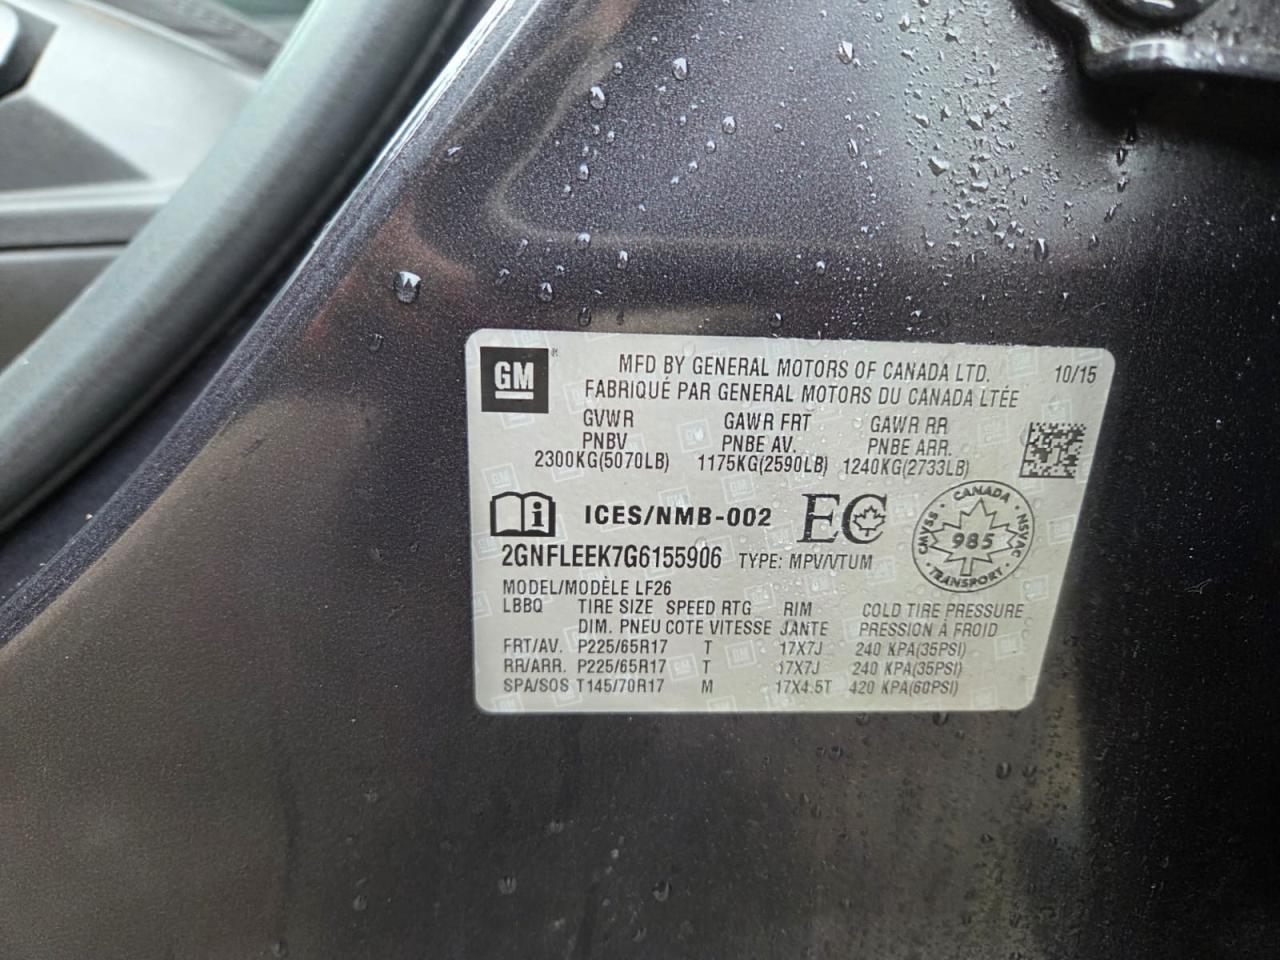 GM
MFD BY GENERAL MOTORS OF CANADA LTD. 10/15
FABRIQUÉ PAR GENERAL MOTORS DU CANADA LTÉE
GVWR GAWR FRT GAWR RR
PNBV PNBE AV. PNBE ARR.
2300KG(5070LB) 1175KG(2590LB) 1240KG(2733LB)
i ICES/NMB-002 EC
CANADA
CMVSS 985 NSVAC
TRANSPORT
2GNFLEEK7G6155906 TYPE: MPV/VTUM
MODEL/MODÈLE LF26
LBBQ TIRE SIZE SPEED RTG RIM COLD TIRE PRESSURE
DIM. PNEU COTE VITESSE JANTE PRESSION À FROID
FRT/AV. P225/65R17 T 17X7J 240 KPA(35PSI)
RR/ARR. P225/65R17 T 17X7J 240 KPA(35PSI)
SPA/SOS T145/70R17 M 17X4.5T 420 KPA(60PSI)